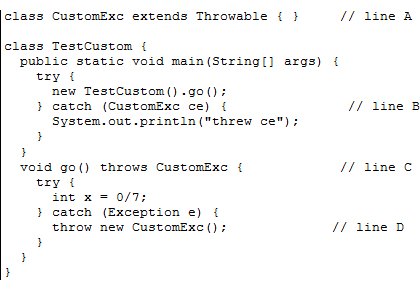 class CustomExc extends Throwable { }     // line A
class TestCustom {
  public static void main(String[] args) {
    try {
      new TestCustom().go();
    } catch (CustomExc ce) {                // line B
      System.out.println("threw ce");
    }
  }
  void go() throws CustomExc {             // line C
    try {
      int x = 0/7;
    } catch (Exception e) {
      throw new CustomExc();              // line D
    }
  }
}